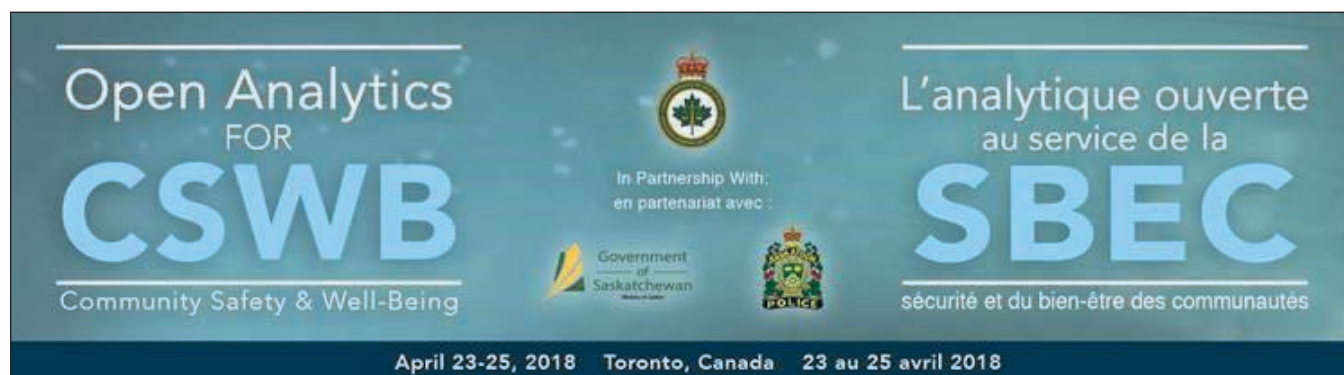 Open Analytics
FOR
CSWB
Community Safety & Well-Being
In Partnership With:
en partenariat avec :
Government
of
Saskatchewan
POLICE
L'analytique ouverte
au service de la
SBEC
sécurité et du bien-être des communautés
April 23-25, 2018 Toronto, Canada 23 au 25 avril 2018